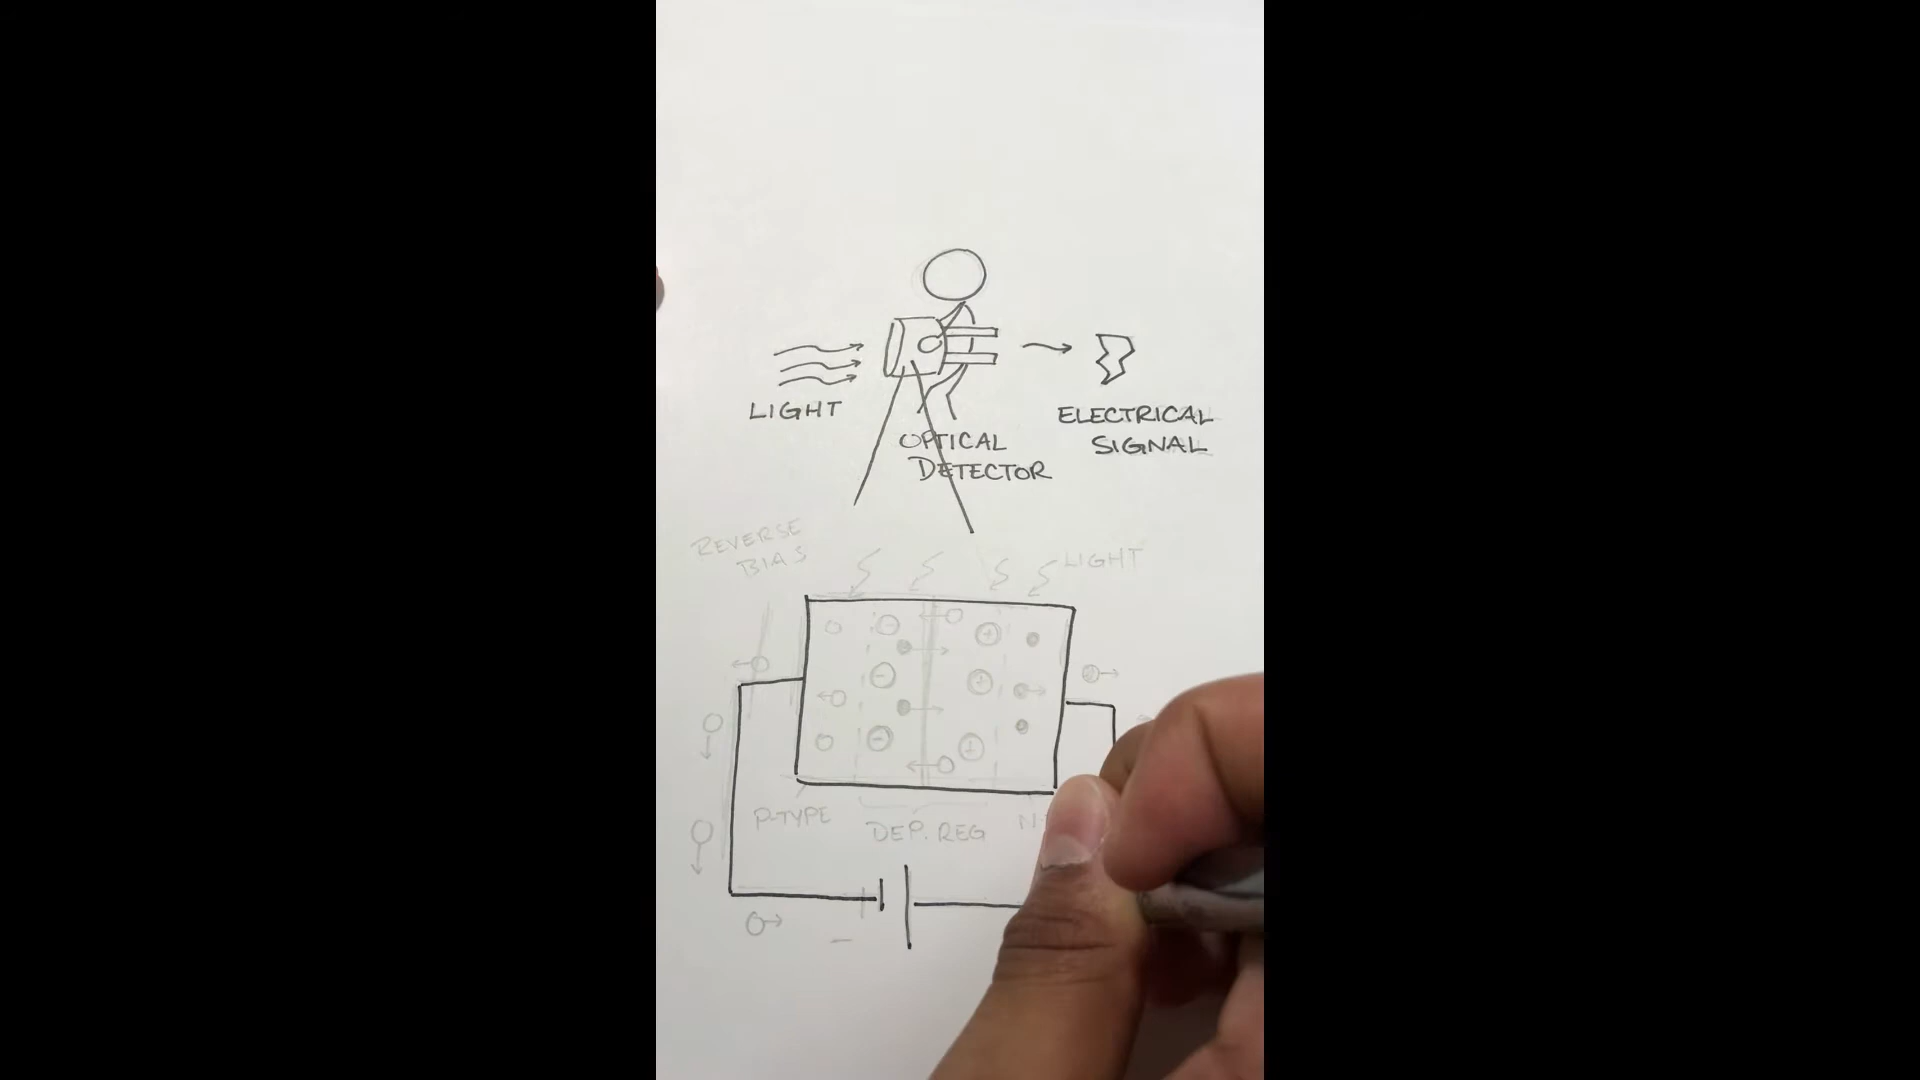 LIGHT
OPTICAL
DETECTOR
ELECTRICAL
SIGNAL
REVERSE
BIAS
LIGHT
P-TYPE
DEP. REG
N-